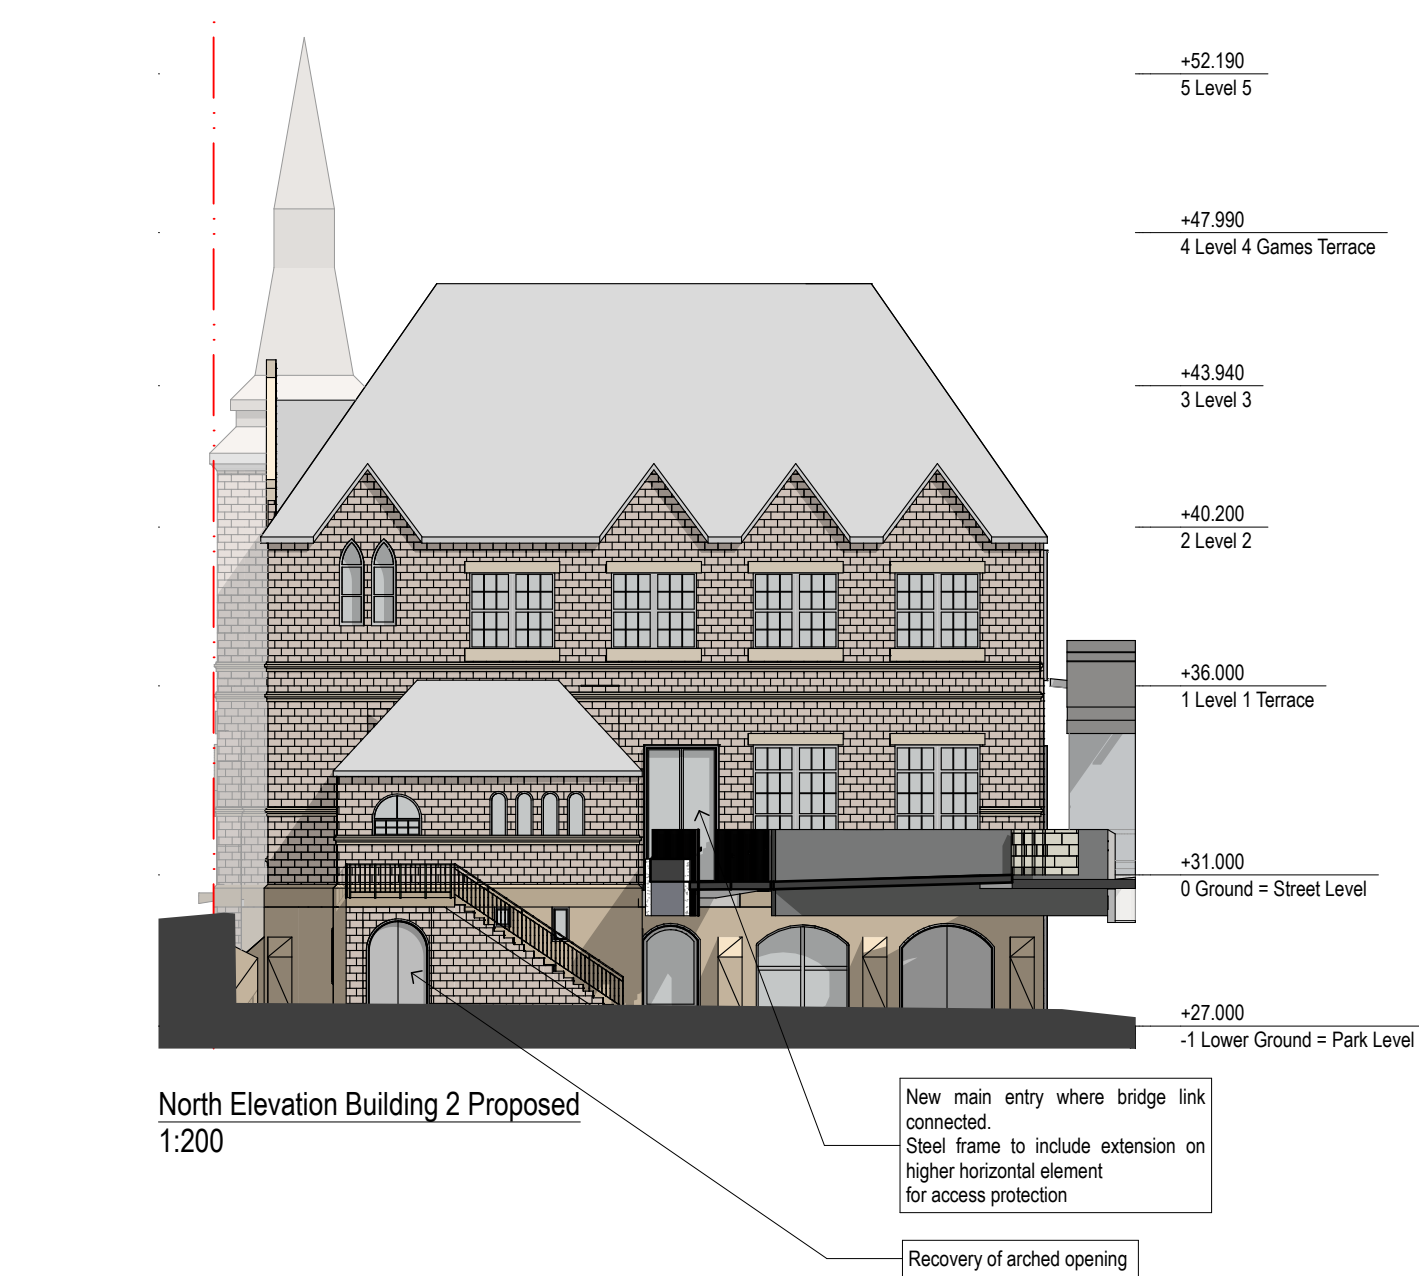 +52.190
5 Level 5
+47.990
4 Level 4 Games Terrace
+43.940
3 Level 3
+40.200
2 Level 2
+36.000
1 Level 1 Terrace
+31.000
0 Ground = Street Level
+27.000
-1 Lower Ground = Park Level
North Elevation Building 2 Proposed
1:200
New main entry where bridge link
connected.
Steel frame to include extension on
higher horizontal element
for access protection
Recovery of arched opening